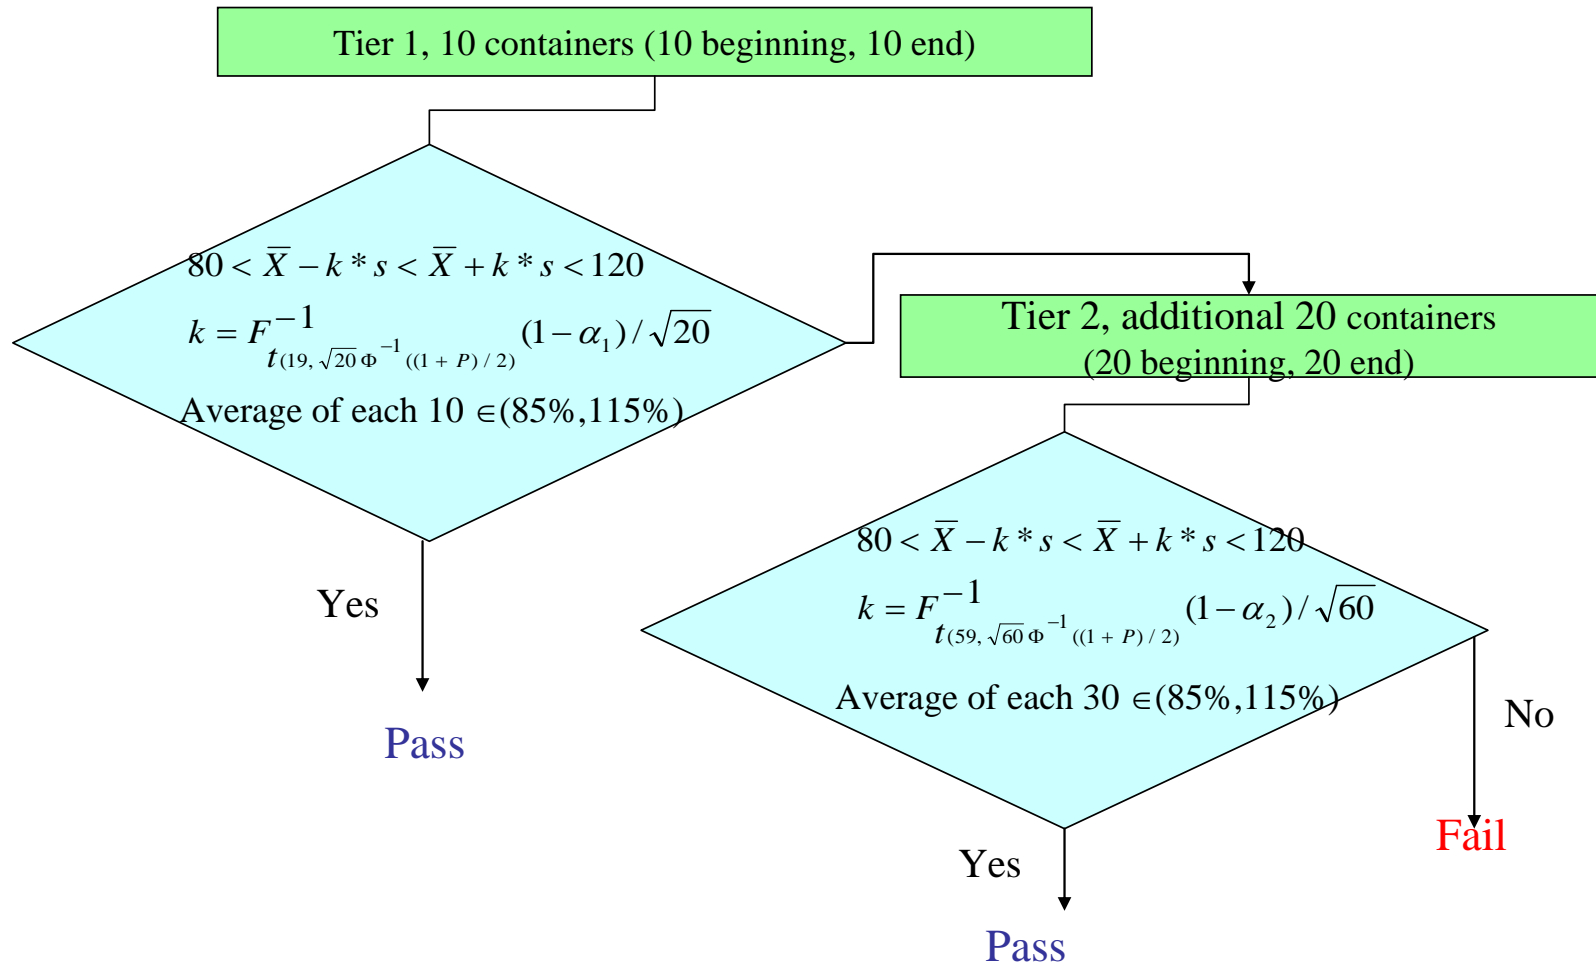 Tier 1, 10 containers (10 beginning, 10 end)
80 < X̅ − k * s < X̅ + k * s < 120
k = F⁻¹ t(19, √20 Φ⁻¹((1 + P) / 2) (1 − α₁) / √20
Average of each 10 ∈(85%,115%)
Yes
Pass
Tier 2, additional 20 containers
(20 beginning, 20 end)
80 < X̅ − k * s < X̅ + k * s < 120
k = F⁻¹ t(59, √60 Φ⁻¹((1 + P) / 2) (1 − α₂) / √60
Average of each 30 ∈(85%,115%)
No
Fail
Yes
Pass